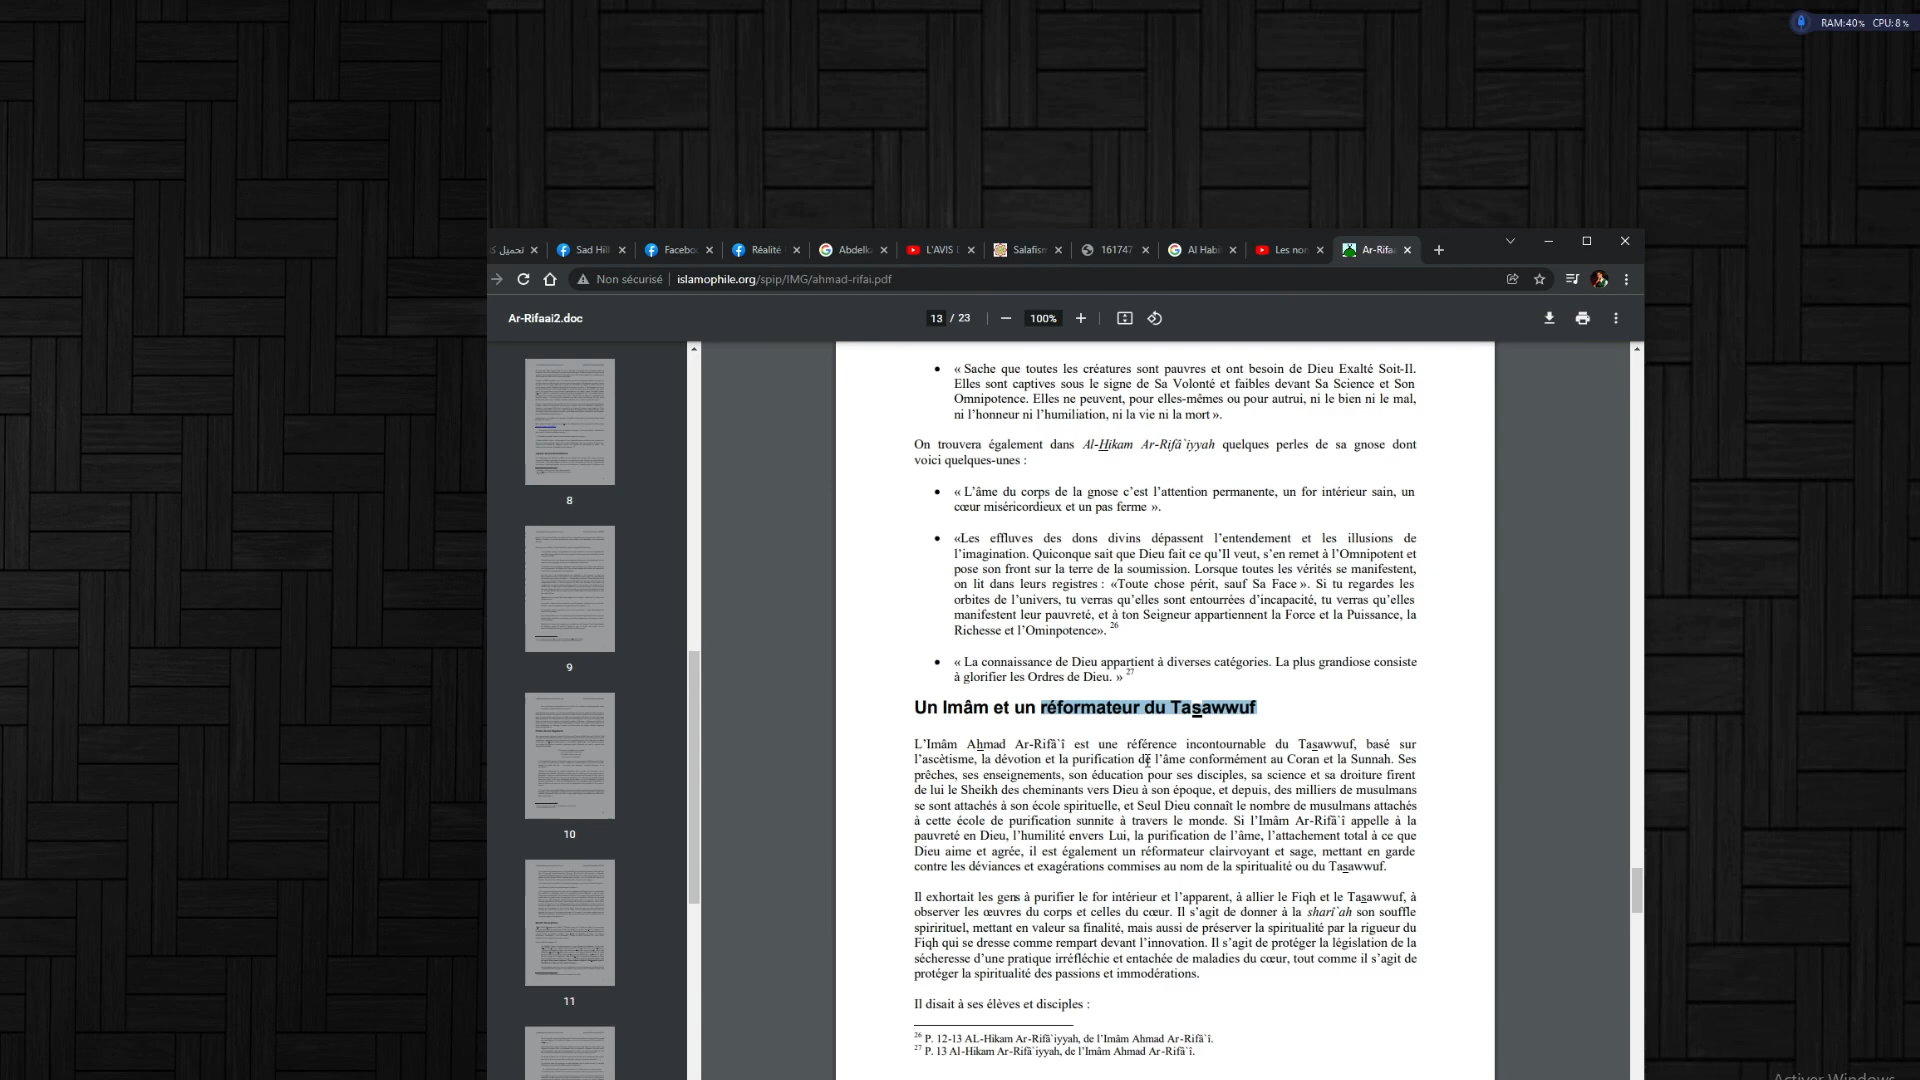 RAM:40% CPU:8%
تحميل
Sad Hill
Facebo
Réalité
Abdelk
L'AVIS
Salafism
161747
Al Habi
Les non
Ar-Rifa
Non sécurisé islamophile.org/spip/IMG/ahmad-rifai.pdf
Ar-Rifaai2.doc
13 / 23
100%
8
9
10
11
• « Sache que toutes les créatures sont pauvres et ont besoin de Dieu Exalté Soit-Il.
Elles sont captives sous le signe de Sa Volonté et faibles devant Sa Science et Son
Omnipotence. Elles ne peuvent, pour elles-mêmes ou pour autrui, ni le bien ni le mal,
ni l’honneur ni l’humiliation, ni la vie ni la mort ».
On trouvera également dans Al-Hikam Ar-Rifâ`iyyah quelques perles de sa gnose dont
voici quelques-unes :
• « L’âme du corps de la gnose c’est l’attention permanente, un for intérieur sain, un
cœur miséricordieux et un pas ferme ».
• «Les effluves des dons divins dépassent l’entendement et les illusions de
l’imagination. Quiconque sait que Dieu fait ce qu’Il veut, s’en remet à l’Omnipotent et
pose son front sur la terre de la soumission. Lorsque toutes les vérités se manifestent,
on lit dans leurs registres : «Toute chose périt, sauf Sa Face ». Si tu regardes les
orbites de l’univers, tu verras qu’elles sont entourrées d’incapacité, tu verras qu’elles
manifestent leur pauvreté, et à ton Seigneur appartiennent la Force et la Puissance, la
Richesse et l’Ominpotence». 26
• « La connaissance de Dieu appartient à diverses catégories. La plus grandiose consiste
à glorifier les Ordres de Dieu. » 27
Un Imâm et un réformateur du Tasawwuf
L’Imâm Ahmad Ar-Rifâ`î est une référence incontournable du Tasawwuf, basé sur
l’ascètisme, la dévotion et la purification de l’âme conformément au Coran et la Sunnah. Ses
prêches, ses enseignements, son éducation pour ses disciples, sa science et sa droiture firent
de lui le Sheikh des cheminants vers Dieu à son époque, et depuis, des milliers de musulmans
se sont attachés à son école spirituelle, et Seul Dieu connaît le nombre de musulmans attachés
à cette école de purification sunnite à travers le monde. Si l’Imâm Ar-Rifâ`î appelle à la
pauvreté en Dieu, l’humilité envers Lui, la purification de l’âme, l’attachement total à ce que
Dieu aime et agrée, il est également un réformateur clairvoyant et sage, mettant en garde
contre les déviances et exagérations commises au nom de la spiritualité ou du Tasawwuf.
Il exhortait les gens à purifier le for intérieur et l’apparent, à allier le Fiqh et le Tasawwuf, à
observer les œuvres du corps et celles du cœur. Il s’agit de donner à la sharî`ah son souffle
spirirituel, mettant en valeur sa finalité, mais aussi de préserver la spiritualité par la rigueur du
Fiqh qui se dresse comme rempart devant l’innovation. Il s’agit de protéger la législation de la
sécheresse d’une pratique irréfléchie et entachée de maladies du cœur, tout comme il s’agit de
protéger la spiritualité des passions et immodérations.
Il disait à ses élèves et disciples :
26 P. 12-13 AL-Hikam Ar-Rifâ`iyyah, de l’Imâm Ahmad Ar-Rifâ`î.
27 P. 13 Al-Hikam Ar-Rifâ`iyyah, de l’Imâm Ahmad Ar-Rifâ`î.
Activer Windows